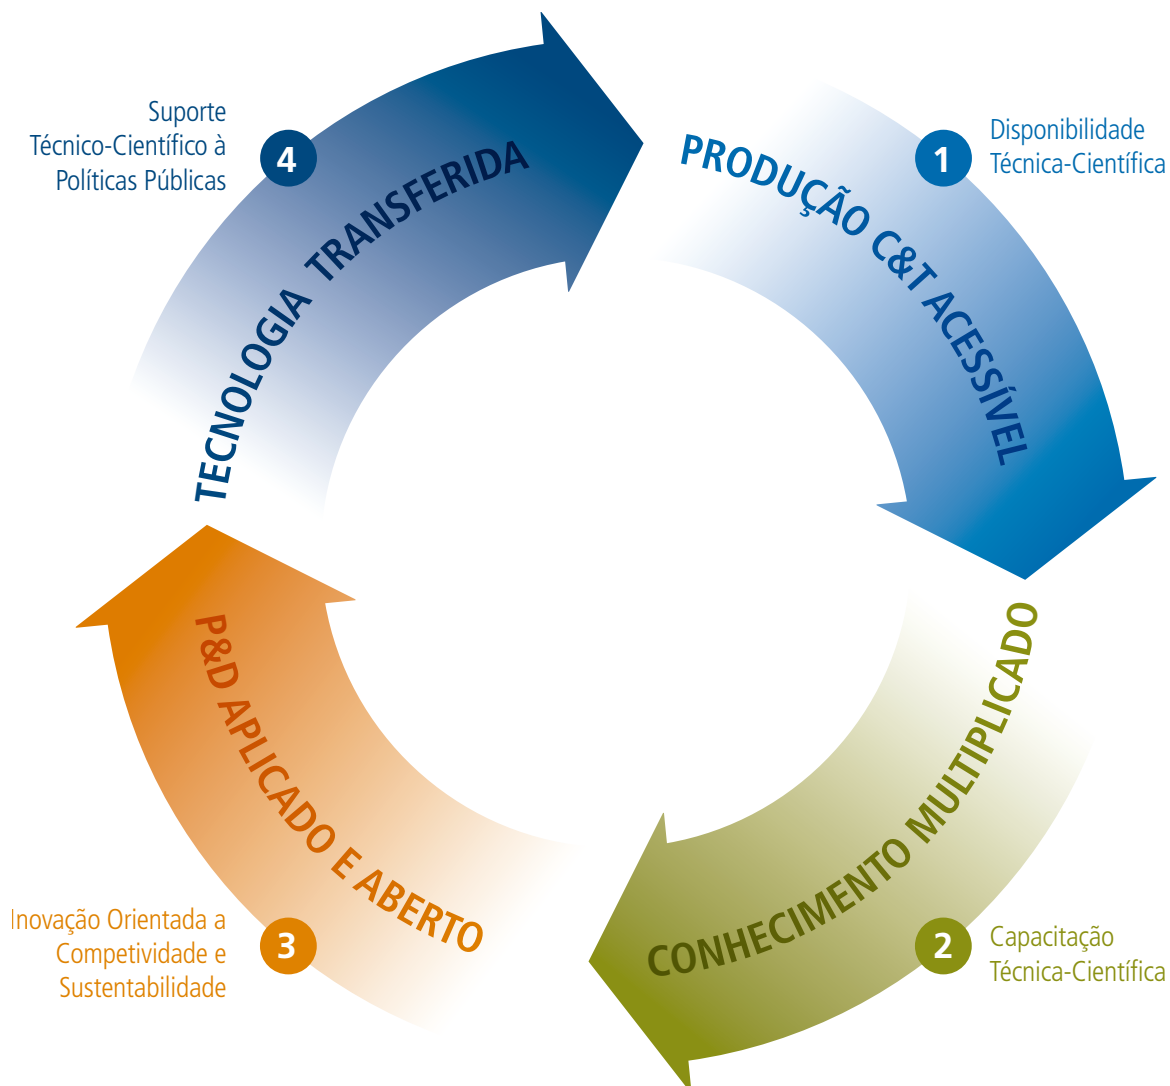 1
Disponibilidade
Técnica-Científica
PRODUÇÃO C&T ACESSÍVEL
2
Capacitação
Técnica-Científica
CONHECIMENTO MULTIPLICADO
3
Inovação Orientada a
Competividade e
Sustentabilidade
P&D APLICADO E ABERTO
4
Suporte
Técnico-Científico à
Políticas Públicas
TECNOLOGIA TRANSFERIDA